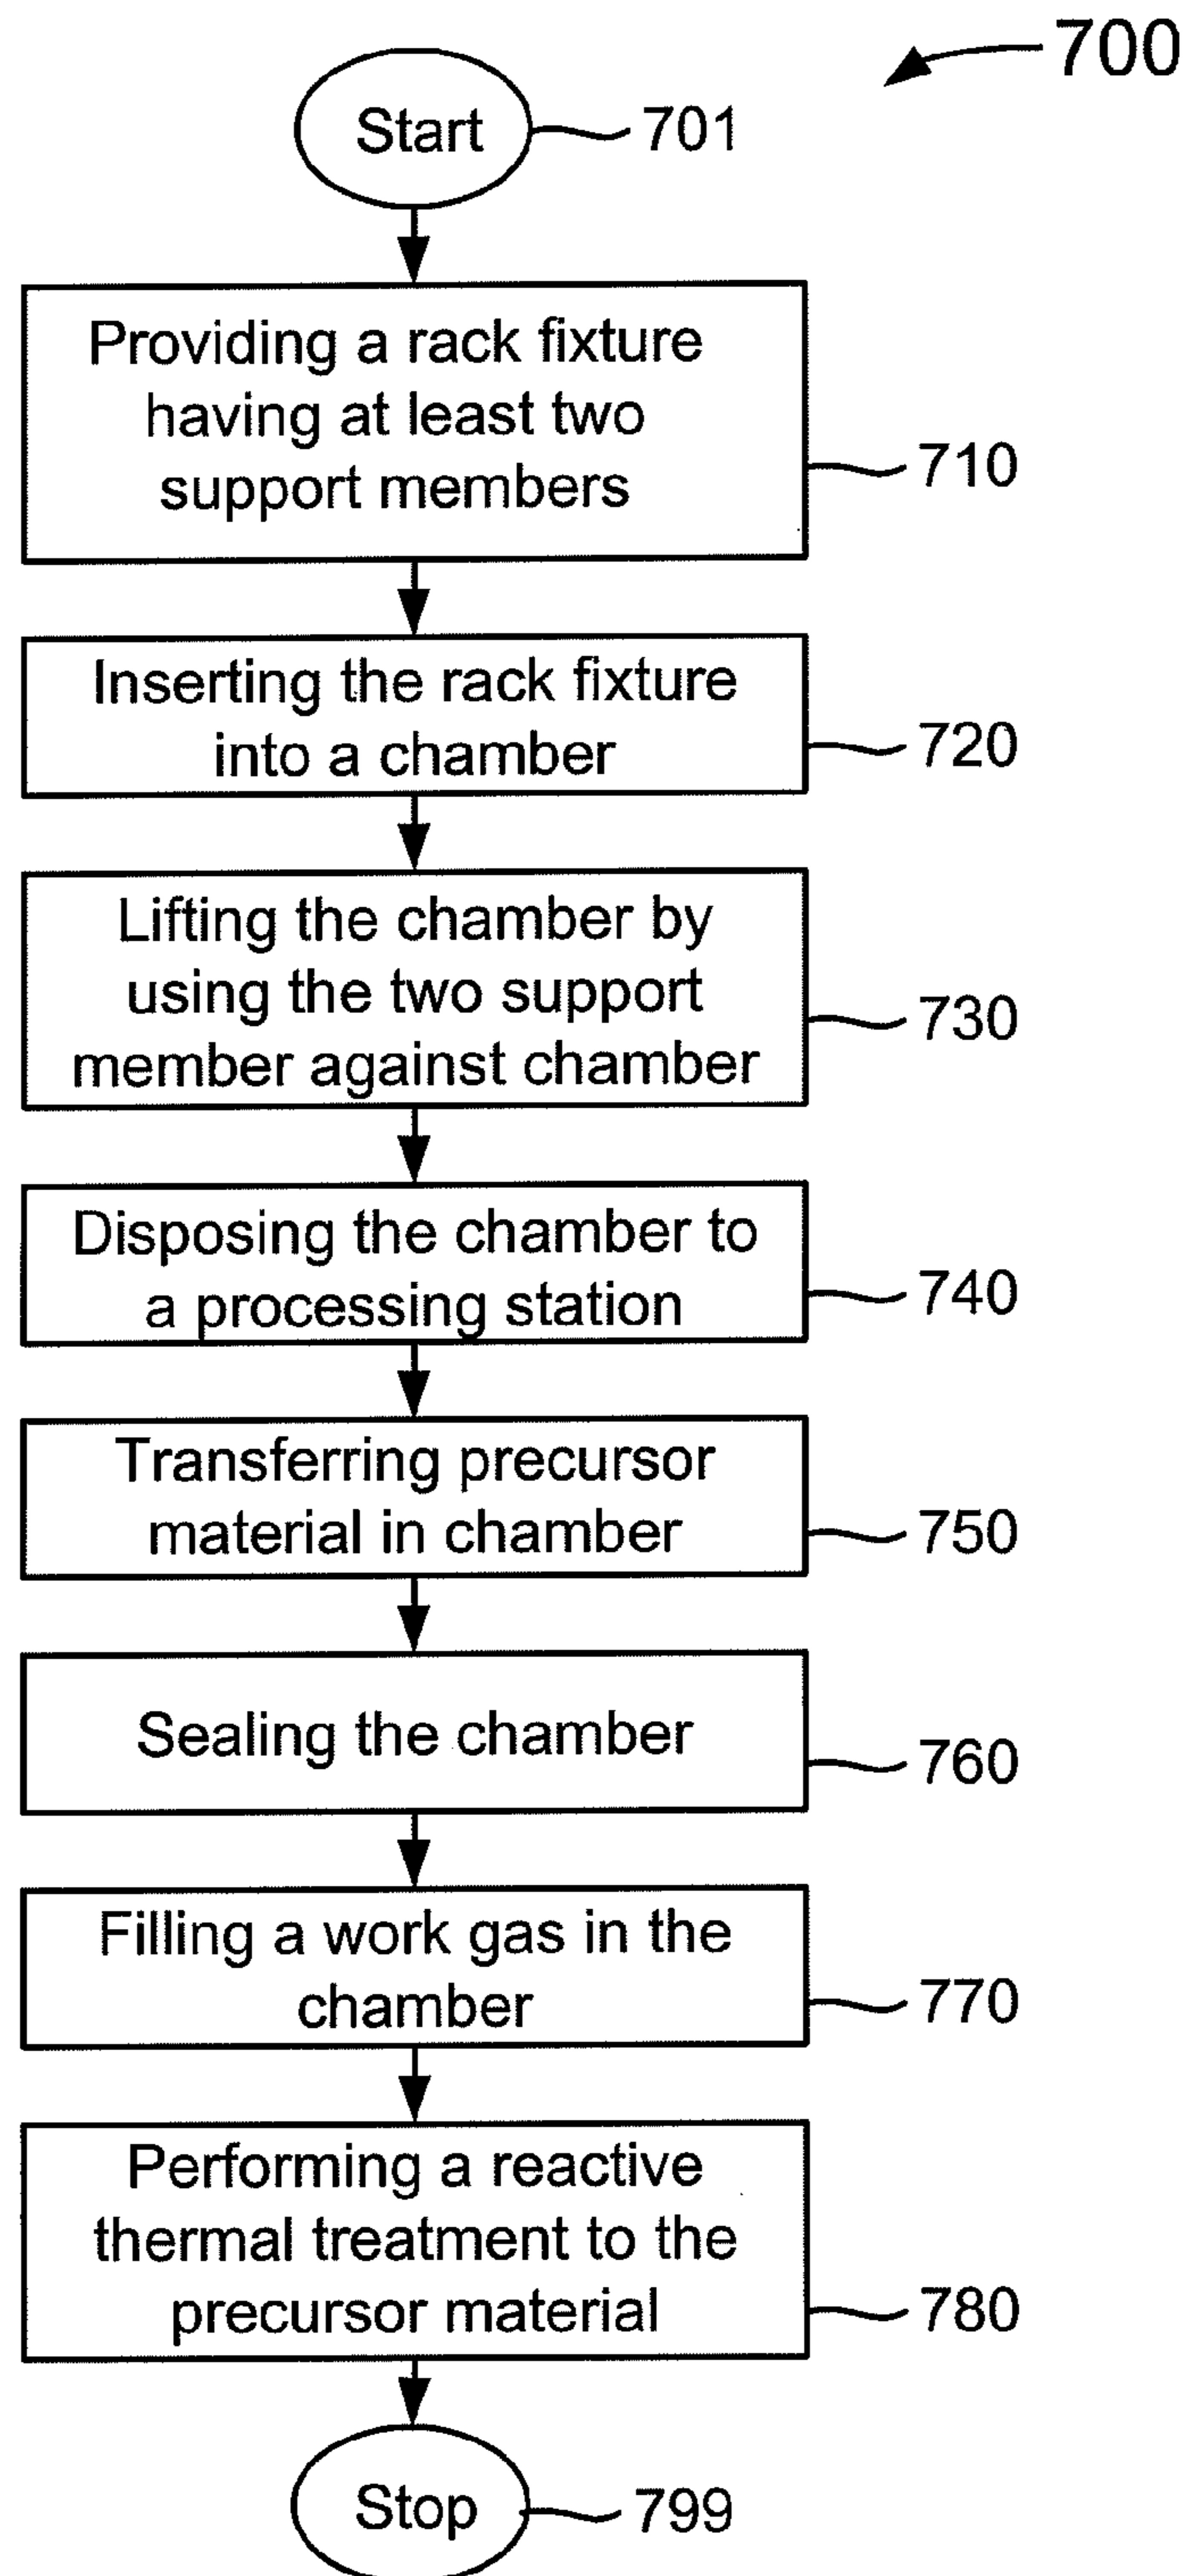 700
Start
701
Providing a rack fixture
having at least two
support members
710
Inserting the rack fixture
into a chamber
720
Lifting the chamber by
using the two support
member against chamber
730
Disposing the chamber to
a processing station
740
Transferring precursor
material in chamber
750
Sealing the chamber
760
Filling a work gas in the
chamber
770
Performing a reactive
thermal treatment to the
precursor material
780
Stop
799